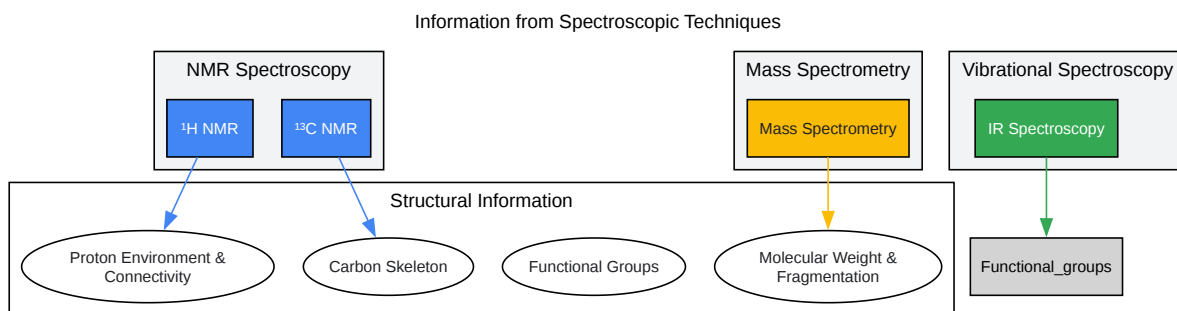 Information from Spectroscopic Techniques
NMR Spectroscopy
Mass Spectrometry
Vibrational Spectroscopy
¹H NMR
¹³C NMR
Mass Spectrometry
IR Spectroscopy
Structural Information
Proton Environment &
Connectivity
Carbon Skeleton
Functional Groups
Molecular Weight &
Fragmentation
Functional_groups